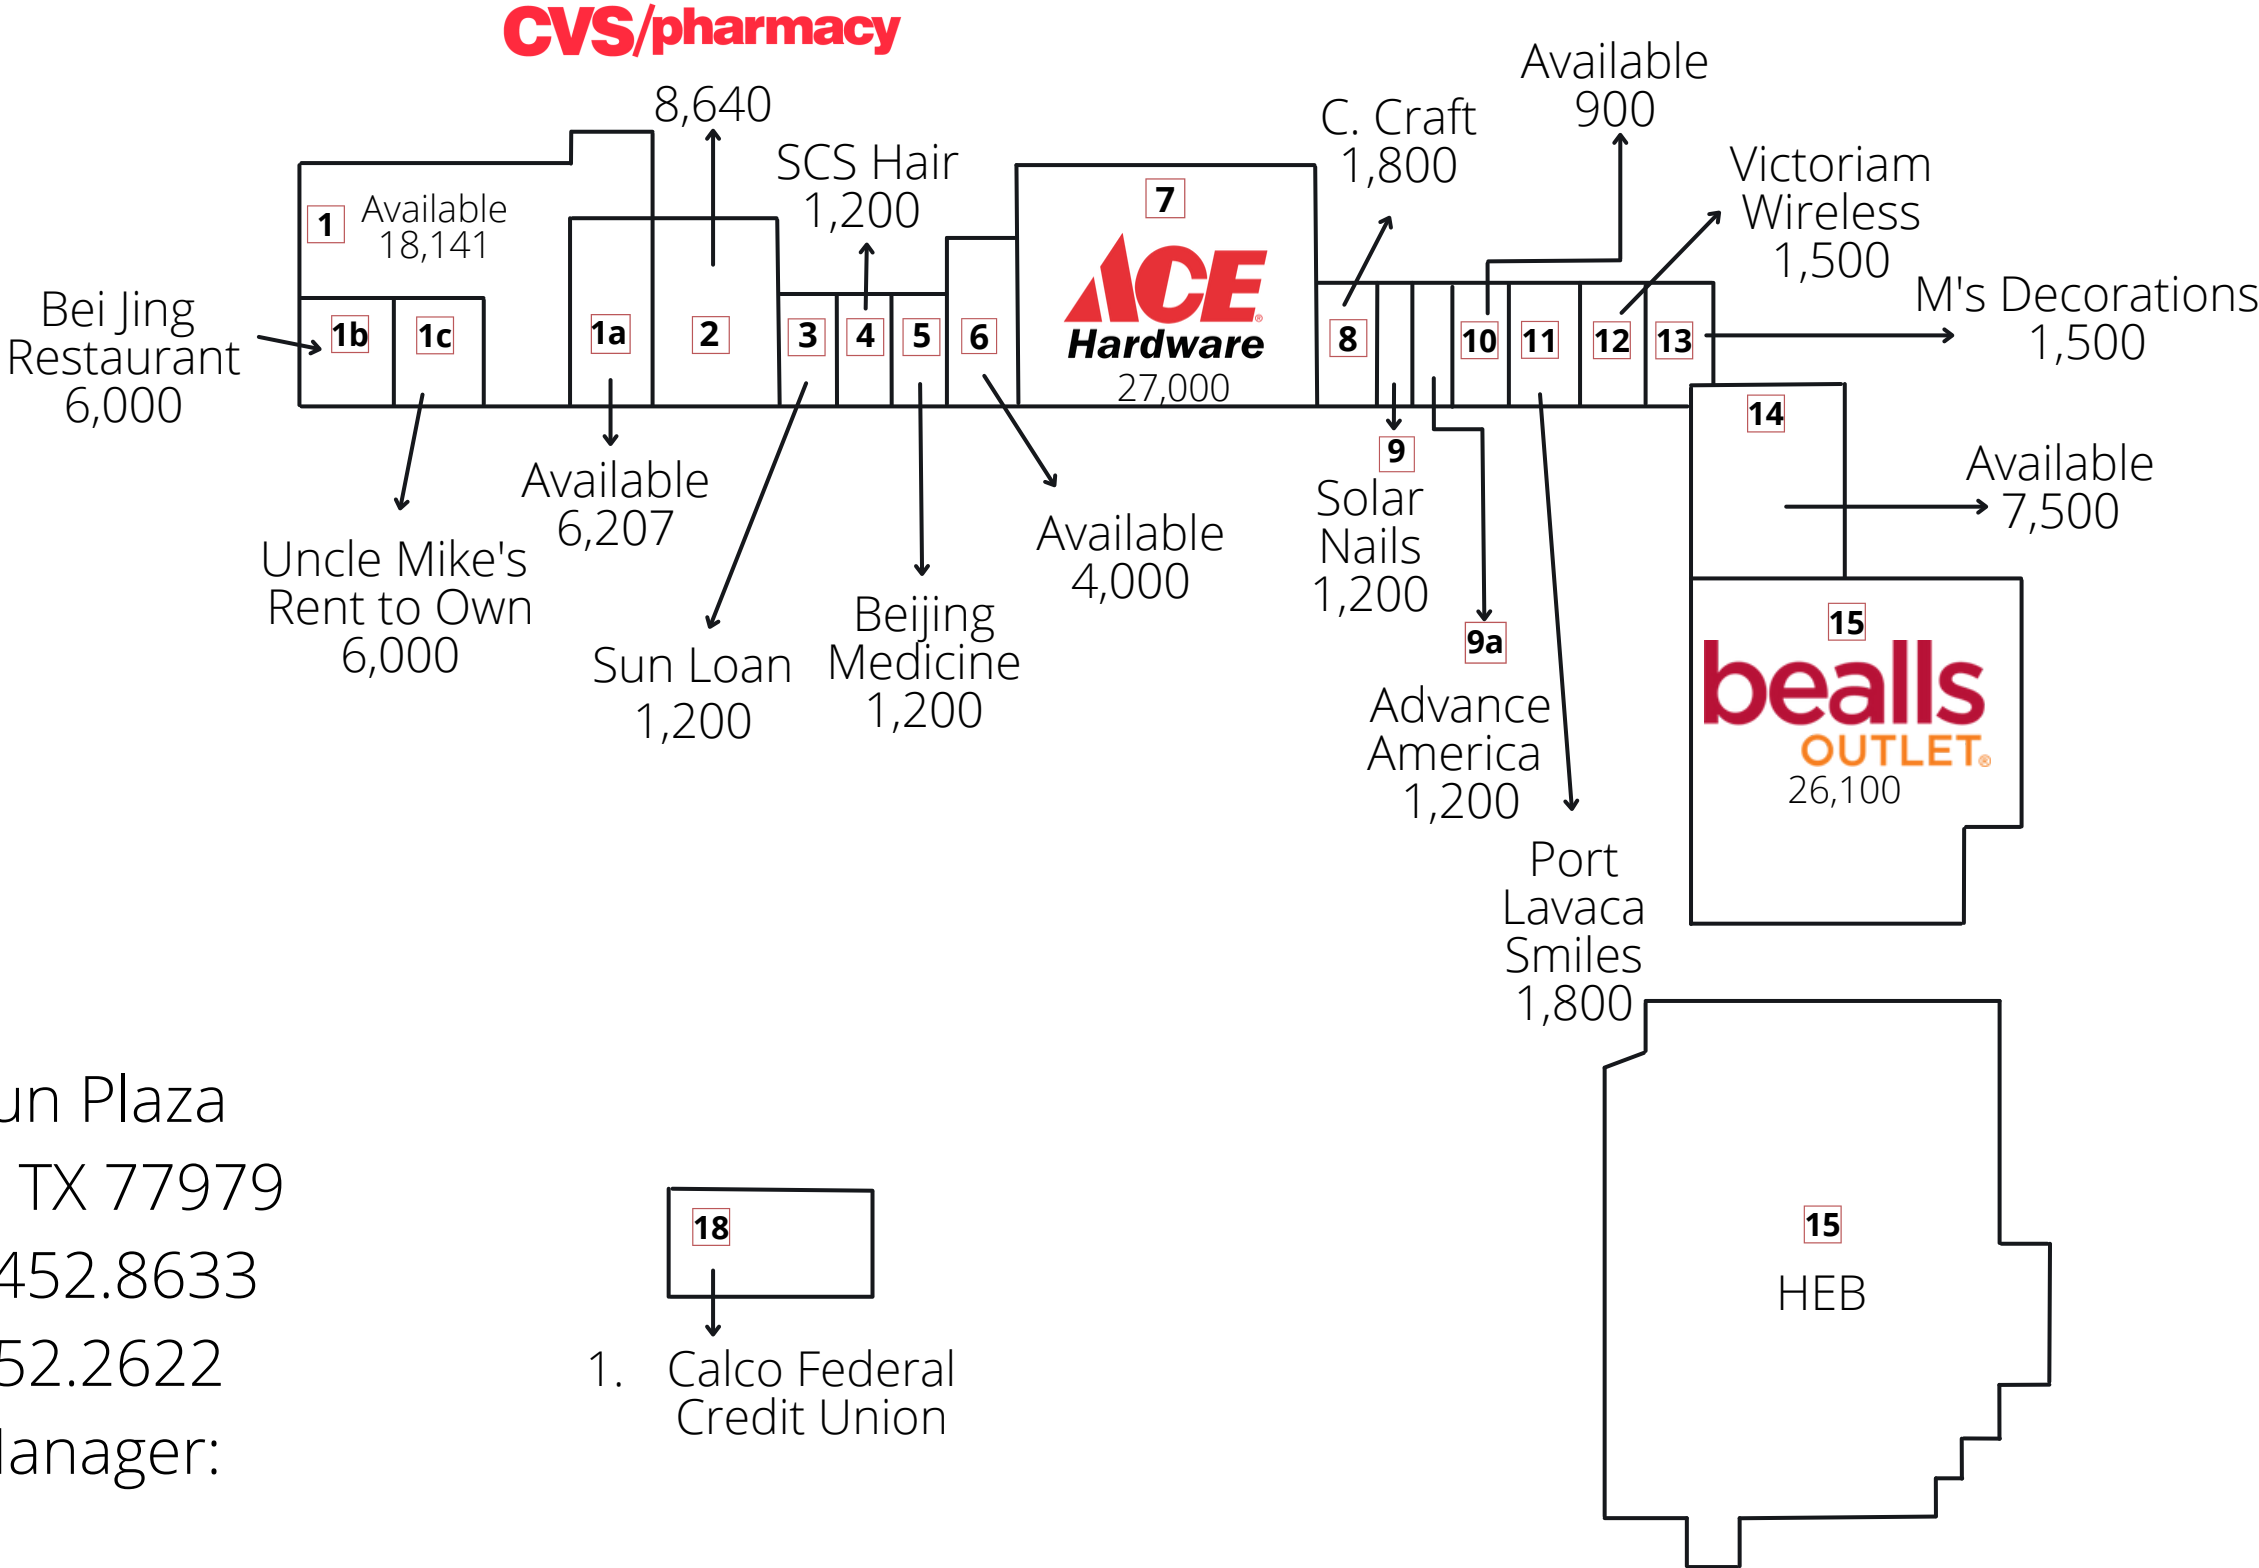 CVS/pharmacy
8,640
SCS Hair
1,200
C. Craft
1,800
Available
900
Victoriam
Wireless
1,500
M's Decorations
1,500
1
Available
18,141
7
ACE
Hardware
27,000
Bei Jing
Restaurant
6,000
1b
1c
1a
2
3
4
5
6
8
10
11
12
13
14
Available
7,500
9
Solar
Nails
1,200
Available
6,207
Uncle Mike's
Rent to Own
6,000
Sun Loan
1,200
Beijing
Medicine
1,200
Available
4,000
9a
Advance
America
1,200
Port
Lavaca
Smiles
1,800
15
bealls
OUTLET®
26,100
un Plaza
TX 77979
452.8633
52.2622
anager:
18
1. Calco Federal
Credit Union
15
HEB